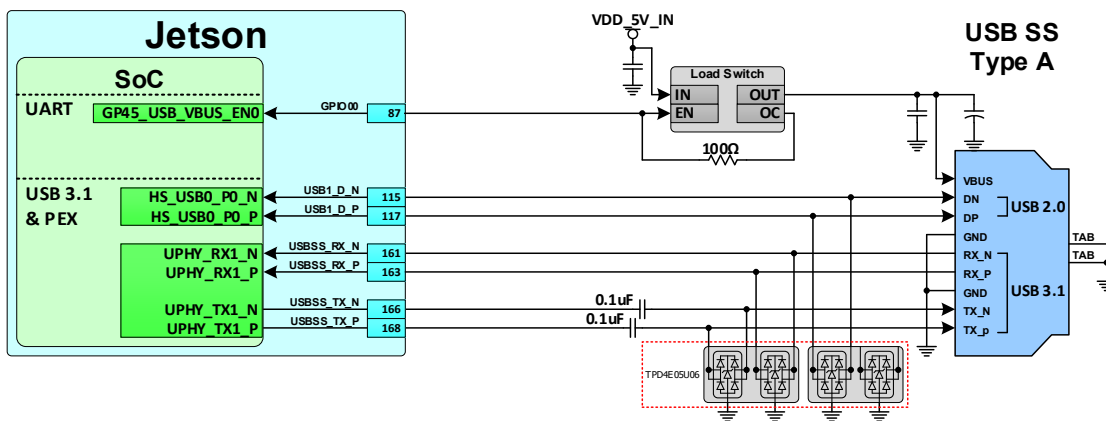 Jetson
SoC
UART
GP45_USB_VBUS_EN0
GPIO00
87
USB 3.1
& PEX
HS_USB0_P0_N
USB1_D_N
115
HS_USB0_P0_P
USB1_D_P
117
UPHY_RX1_N
USBSS_RX_N
161
UPHY_RX1_P
USBSS_RX_P
163
UPHY_TX1_N
USBSS_TX_N
166
UPHY_TX1_P
USBSS_TX_P
168
VDD_5V_IN
Load Switch
IN
OUT
EN
OC
100Ω
0.1uF
0.1uF
TPD4E05U06
USB SS
Type A
VBUS
DN
DP
USB 2.0
GND
RX_N
RX_P
GND
USB 3.1
TX_N
TX_p
TAB
TAB